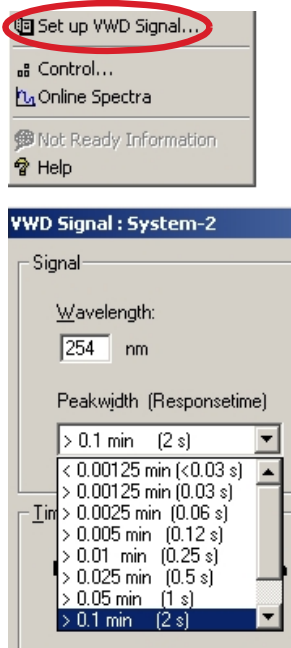 Set up VWD Signal...
Control...
Online Spectra
Not Ready Information
Help
VWD Signal : System-2
Signal
Wavelength:
254 nm
Peakwidth (Responsetime)
> 0.1 min (2 s)
< 0.00125 min (<0.03 s)
> 0.00125 min (0.03 s)
> 0.0025 min (0.06 s)
> 0.005 min (0.12 s)
> 0.01 min (0.25 s)
> 0.025 min (0.5 s)
> 0.05 min (1 s)
> 0.1 min (2 s)